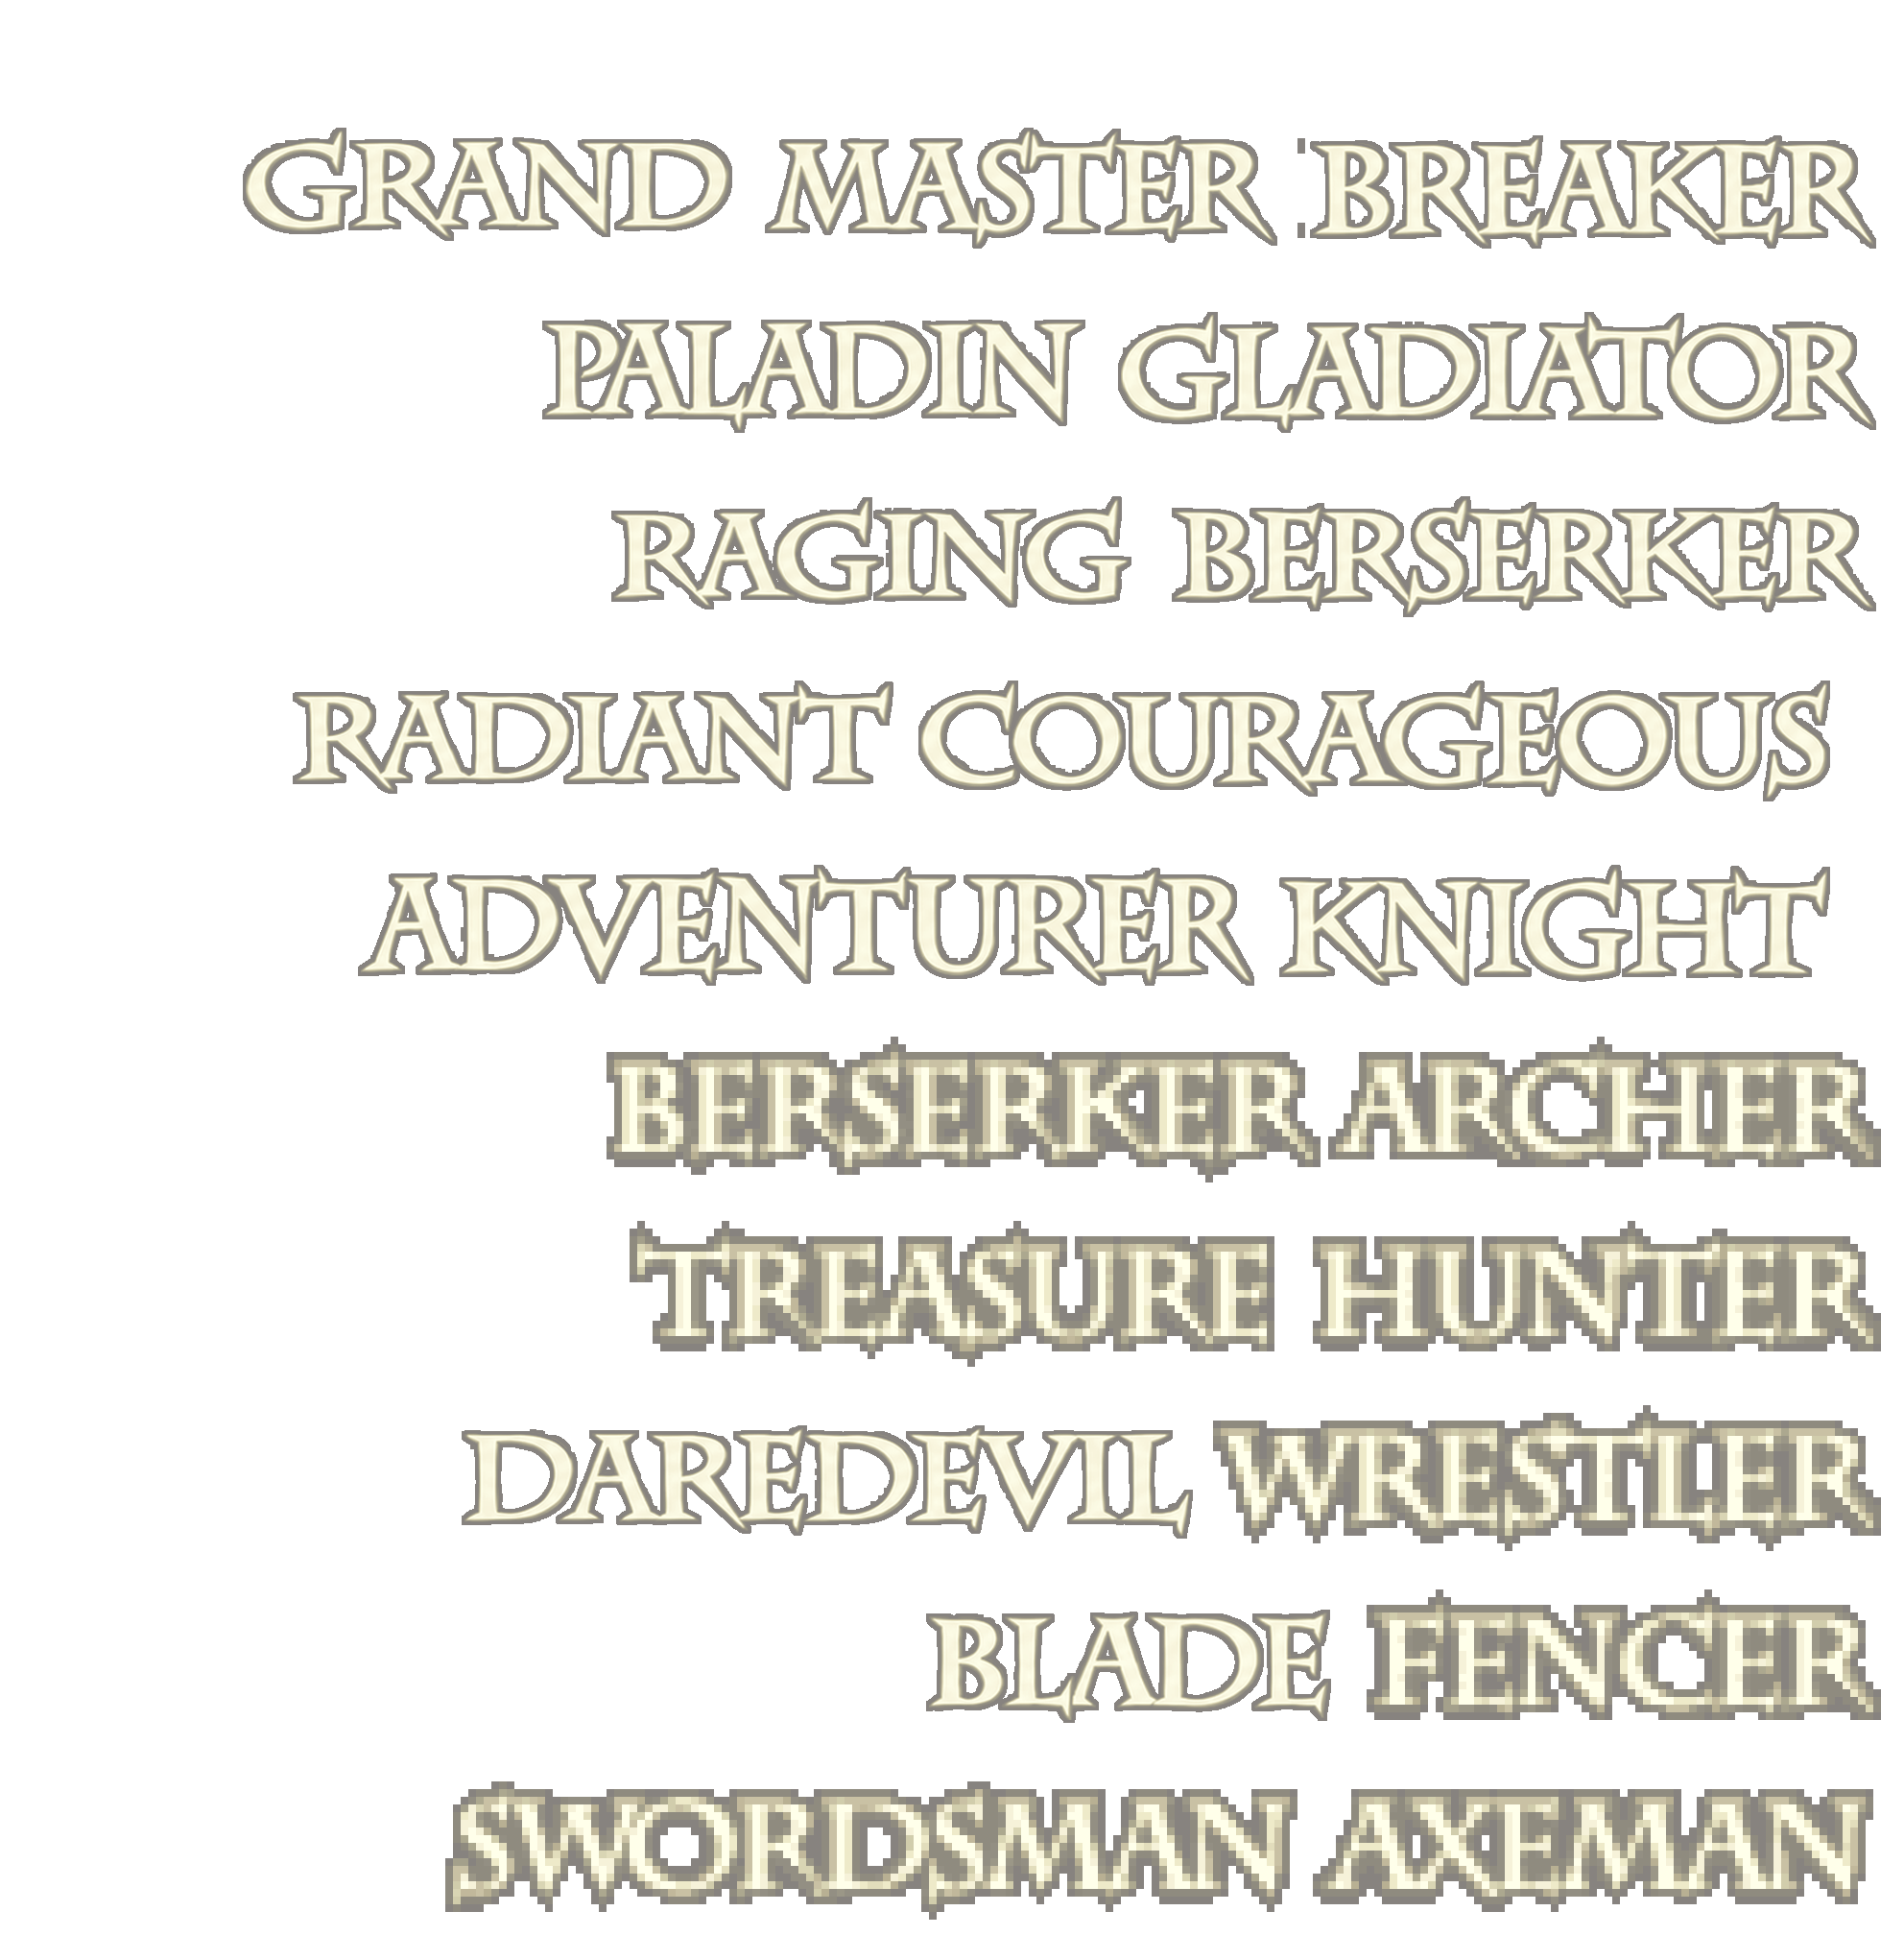 GRAND MASTER BREAKER
PALADIN GLADIATOR
RAGING BERSERKER
RADIANT COURAGEOUS
ADVENTURER KNIGHT
BERSERKER ARCHER
TREASURE HUNTER
DAREDEVIL WRESTLER
BLADE FENCER
SWORDSMAN AXEMAN